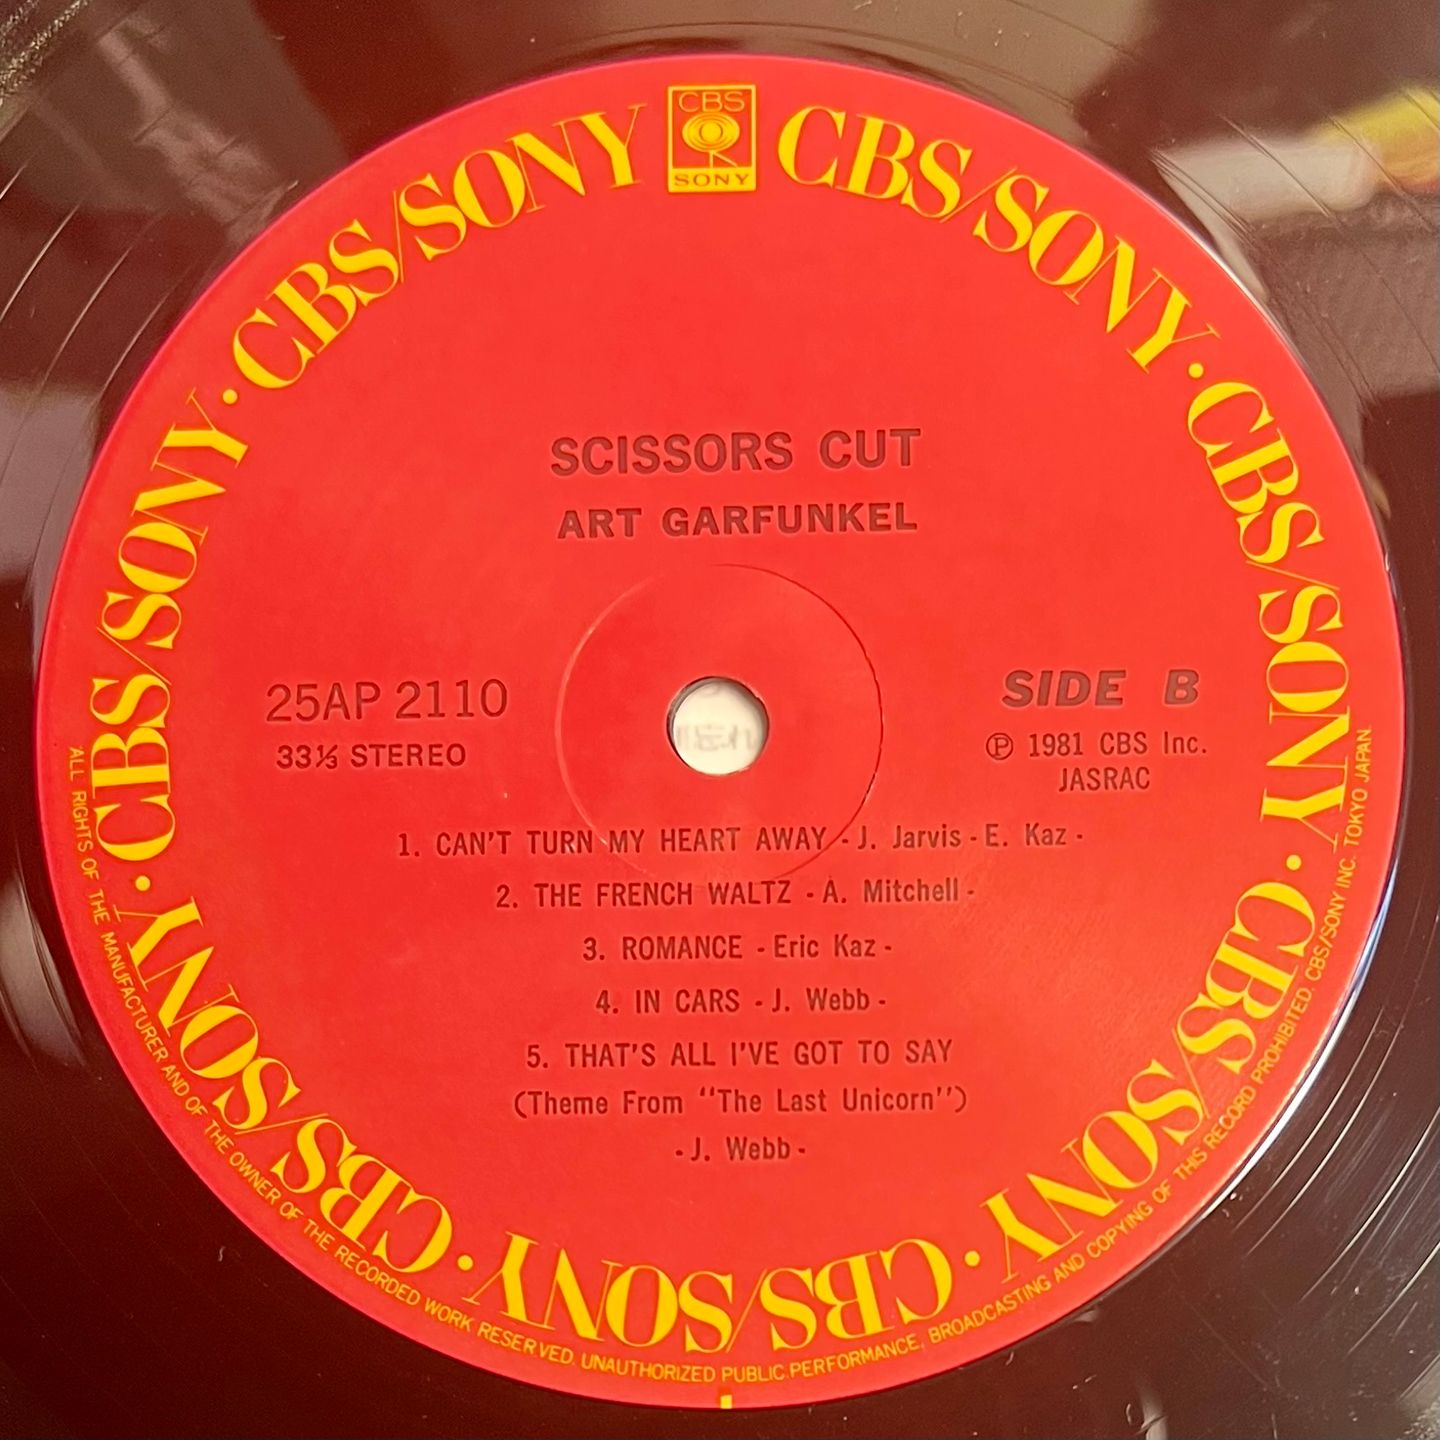 CBS
SONY
CBS/SONY · CBS/SONY · CBS/SONY · CBS/SONY · CBS/SONY · CBS/SONY · CBS/SONY · CBS/SONY
SCISSORS CUT
ART GARFUNKEL
25AP 2110
33⅓ STEREO
SIDE B
Ⓟ 1981 CBS Inc.
JASRAC
1. CAN'T TURN MY HEART AWAY - J. Jarvis - E. Kaz -
2. THE FRENCH WALTZ - A. Mitchell -
3. ROMANCE - Eric Kaz -
4. IN CARS - J. Webb -
5. THAT'S ALL I'VE GOT TO SAY
(Theme From "The Last Unicorn")
- J. Webb -
ALL RIGHTS OF THE MANUFACTURER AND OF THE OWNER OF THE RECORDED WORK RESERVED. UNAUTHORIZED PUBLIC PERFORMANCE, BROADCASTING AND COPYING OF THIS RECORD PROHIBITED. CBS/SONY INC. TOKYO JAPAN